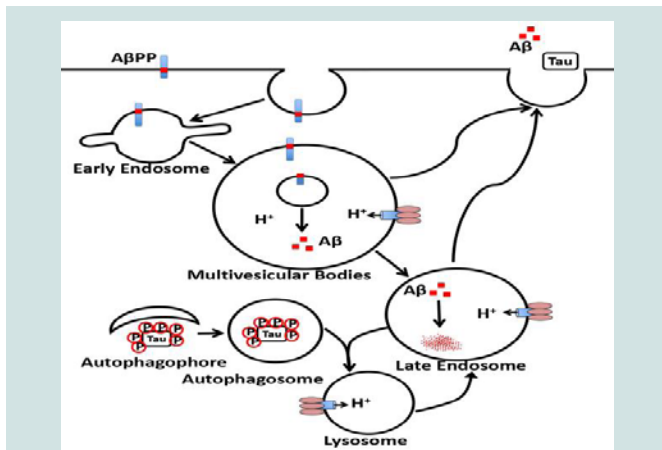 Aβ
Tau
AβPP
Early Endosome
H⁺
H⁺
Aβ
Multivesicular Bodies
Aβ
H⁺
P P P P P P
Tau
P P P P P P
Tau
Autophagophore
Autophagosome
Late Endosome
H⁺
Lysosome